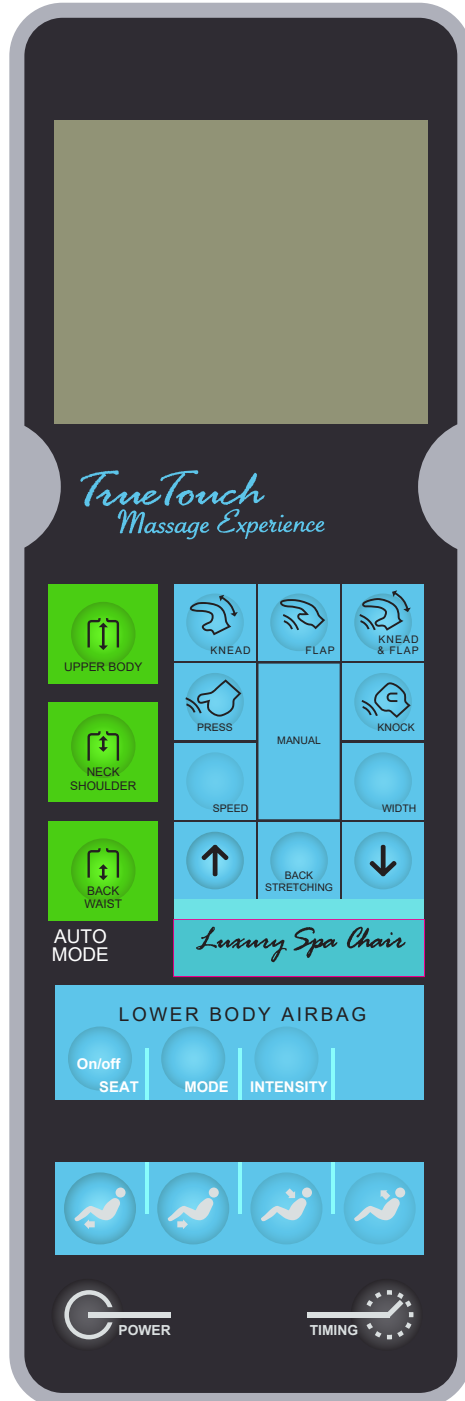 TrueTouch
Massage Experience
UPPER BODY
KNEAD
FLAP
KNEAD
& FLAP
NECK
SHOULDER
PRESS
MANUAL
KNOCK
SPEED
WIDTH
BACK
WAIST
BACK
STRETCHING
AUTO
MODE
Luxury Spa Chair
LOWER BODY AIRBAG
On/off
SEAT
MODE
INTENSITY
POWER
TIMING